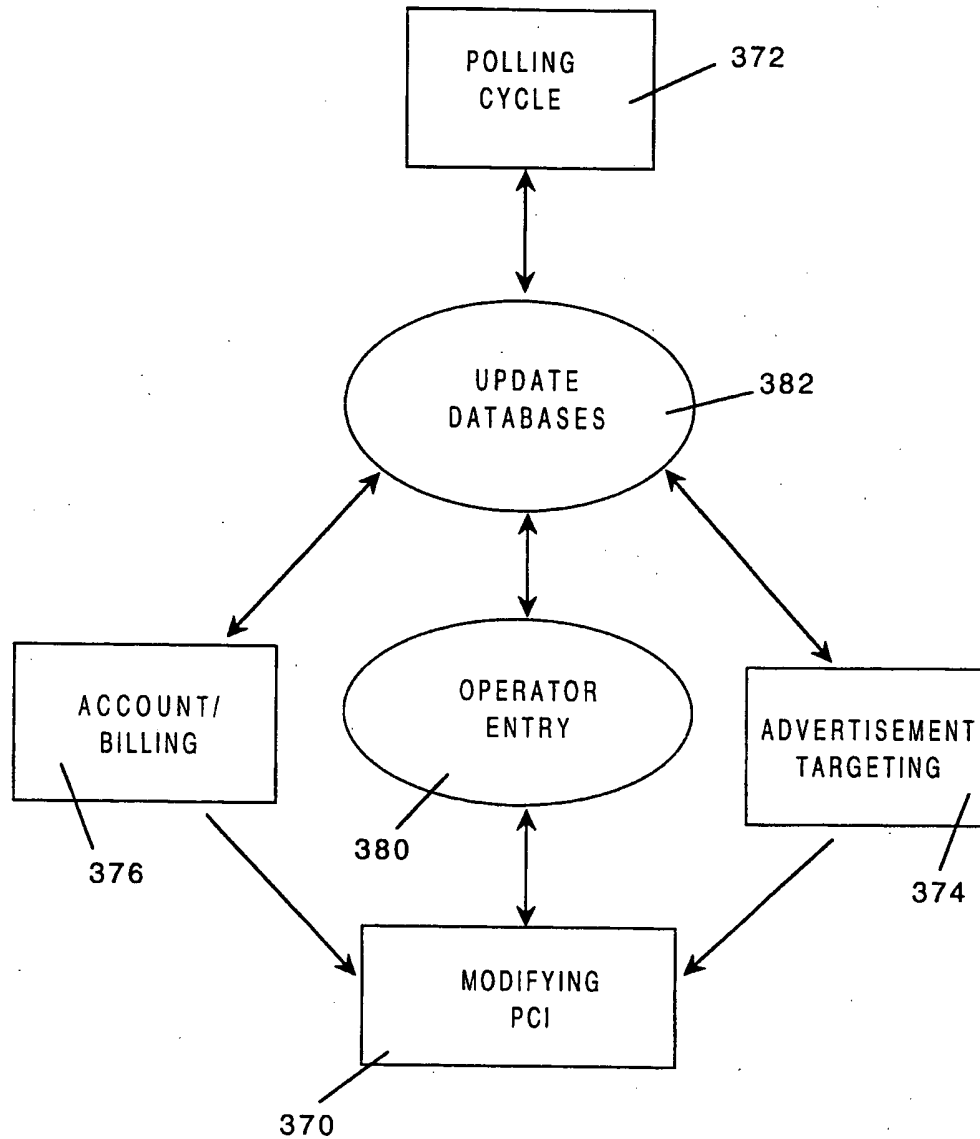 POLLING
CYCLE
372
UPDATE
DATABASES
382
ACCOUNT/
BILLING
376
OPERATOR
ENTRY
380
ADVERTISEMENT
TARGETING
374
MODIFYING
PCI
370